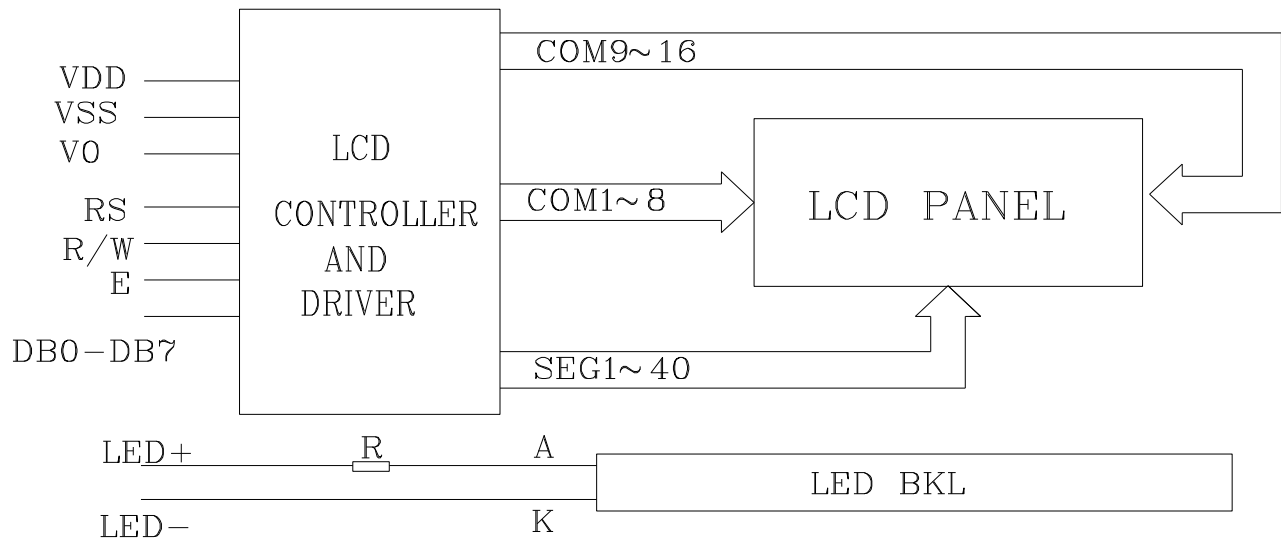 COM9~16
VDD
VSS
V0
LCD
CONTROLLER
AND
DRIVER
RS
R/W
E
DB0-DB7
COM1~8
LCD PANEL
SEG1~40
LED+
R
A
LED BKL
LED-
K